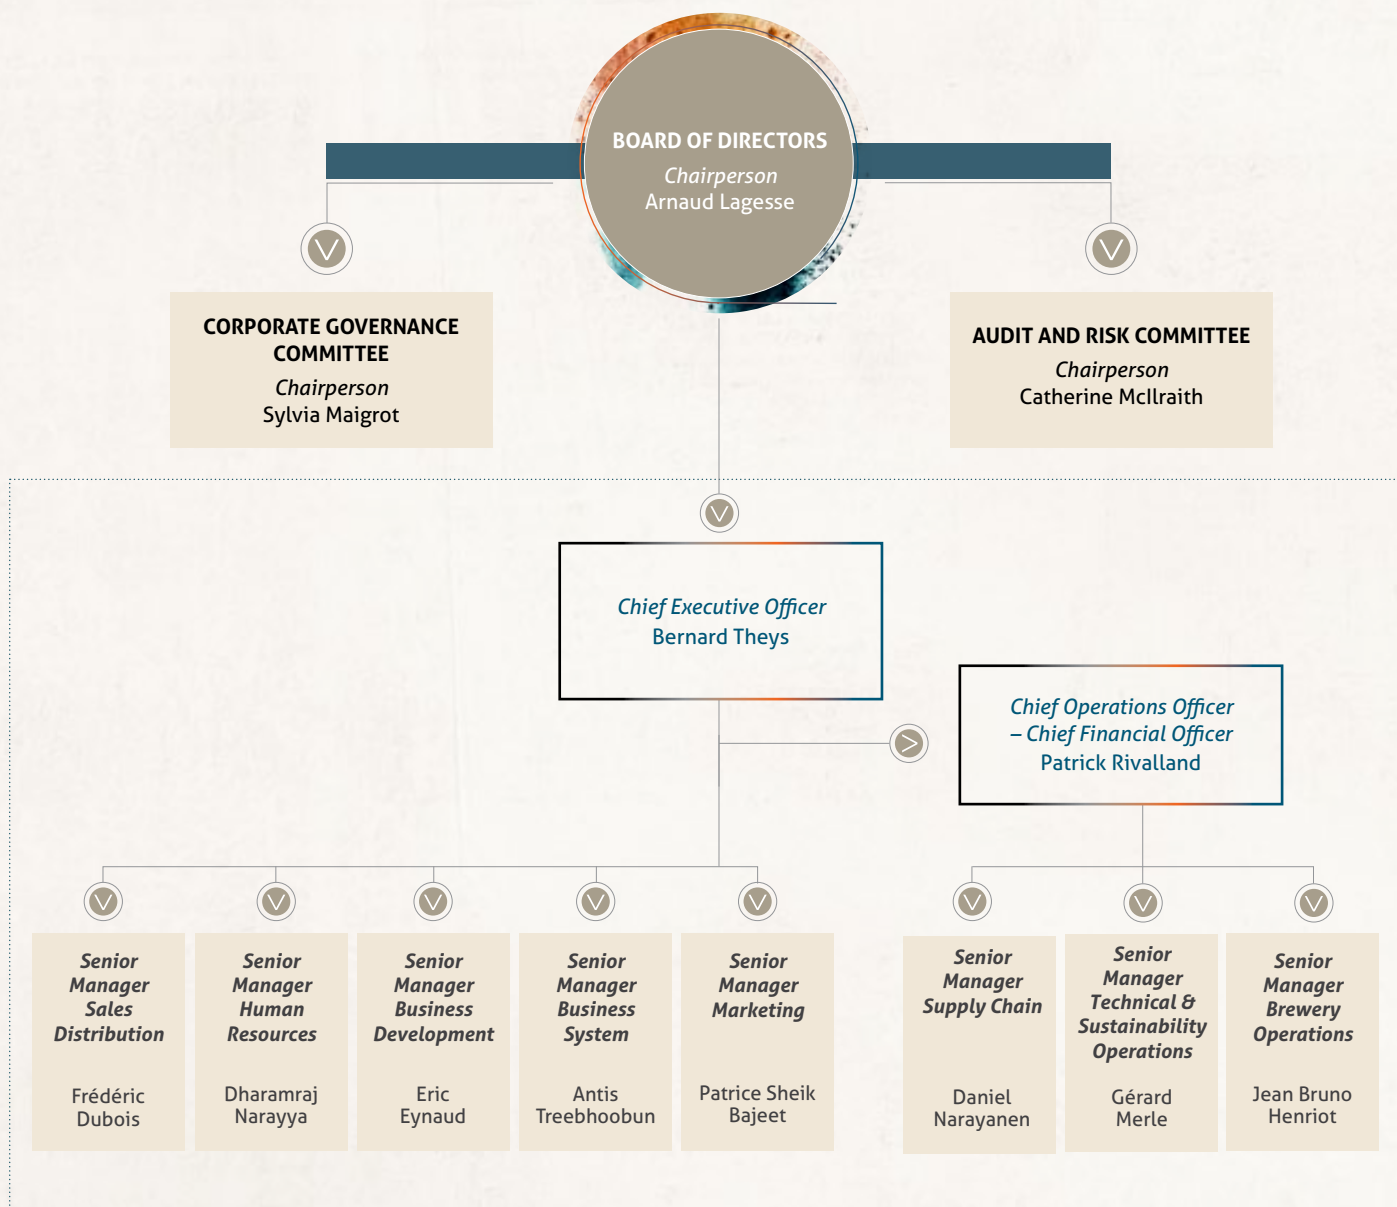 BOARD OF DIRECTORS
Chairperson
Arnaud Lagesse
CORPORATE GOVERNANCE
COMMITTEE
Chairperson
Sylvia Maigrot
AUDIT AND RISK COMMITTEE
Chairperson
Catherine McIlraith
Chief Executive Officer
Bernard Theys
Chief Operations Officer
– Chief Financial Officer
Patrick Rivalland
Senior
Manager
Sales
Distribution
Frédéric
Dubois
Senior
Manager
Human
Resources
Dharamraj
Narayya
Senior
Manager
Business
Development
Eric
Eynaud
Senior
Manager
Business
System
Antis
Treebhoobun
Senior
Manager
Marketing
Patrice Sheik
Bajeet
Senior
Manager
Supply Chain
Daniel
Narayanen
Senior
Manager
Technical &
Sustainability
Operations
Gérard
Merle
Senior
Manager
Brewery
Operations
Jean Bruno
Henriot